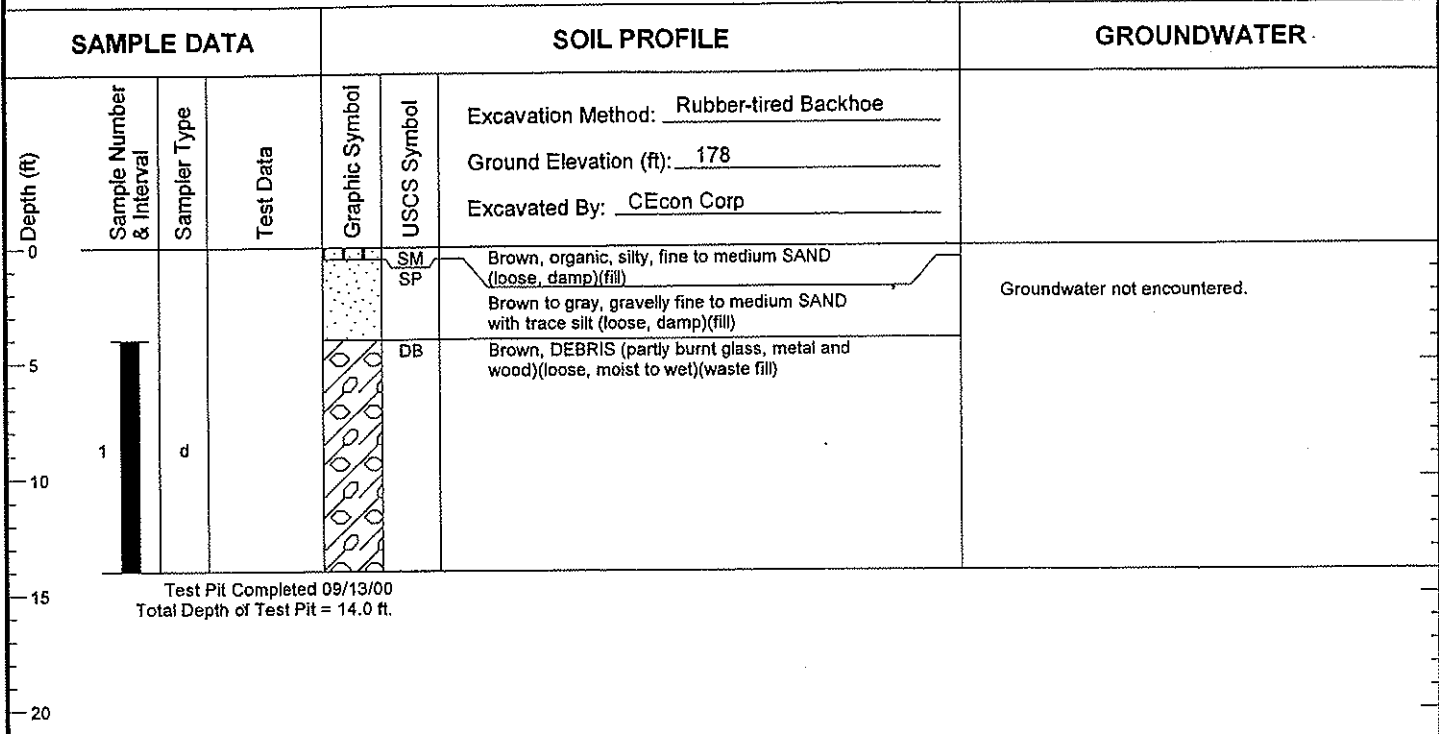 SAMPLE DATA
SOIL PROFILE
GROUNDWATER
Depth (ft)
Sample Number
& Interval
Sampler Type
Test Data
Graphic Symbol
USCS Symbol
Excavation Method: Rubber-tired Backhoe
Ground Elevation (ft): 178
Excavated By: CEcon Corp
0
SM
Brown, organic, silty, fine to medium SAND
(loose, damp)(fill)
SP
Brown to gray, gravelly fine to medium SAND
with trace silt (loose, damp)(fill)
Groundwater not encountered.
5
DB
Brown, DEBRIS (partly burnt glass, metal and
wood)(loose, moist to wet)(waste fill)
1
d
10
15
Test Pit Completed 09/13/00
Total Depth of Test Pit = 14.0 ft.
20